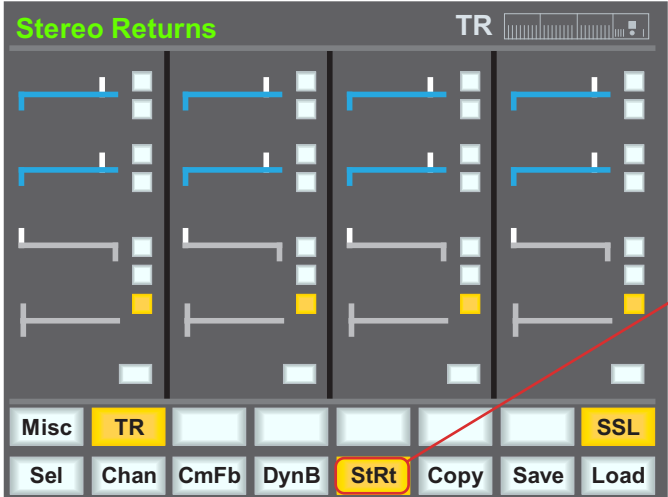 Stereo Returns TR
Misc TR SSL
Sel Chan CmFb DynB StRt Copy Save Load